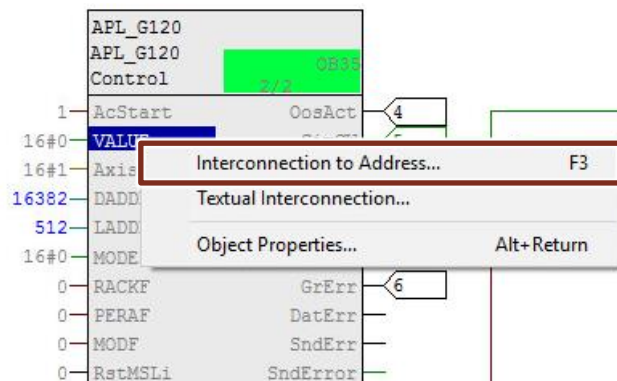 APL_G120
APL_G120
Control
OB35
2/2
1 AcStart OosAct 4
16#0 VALUE
16#1 Axis
Interconnection to Address... F3
16382 DADD
Textual Interconnection...
512 LADD
Object Properties... Alt+Return
16#0 MODE
0 RACKF GrErr 6
0 PERAF DatErr
0 MODF SndErr
0 RstMSLi SndError